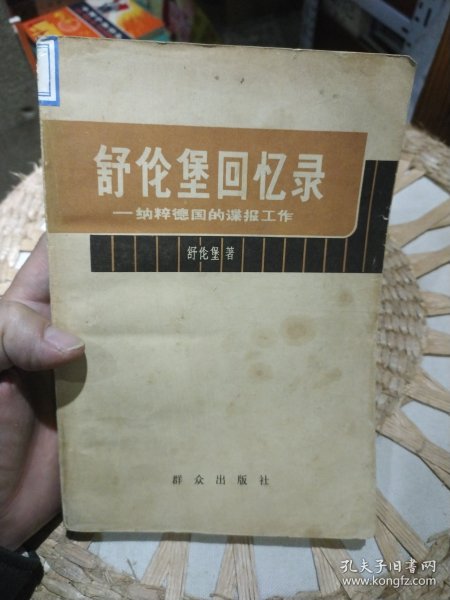 舒伦堡回忆录
—纳粹德国的谍报工作
舒伦堡 著
群众出版社
孔夫子旧书网
www.kongfz.com